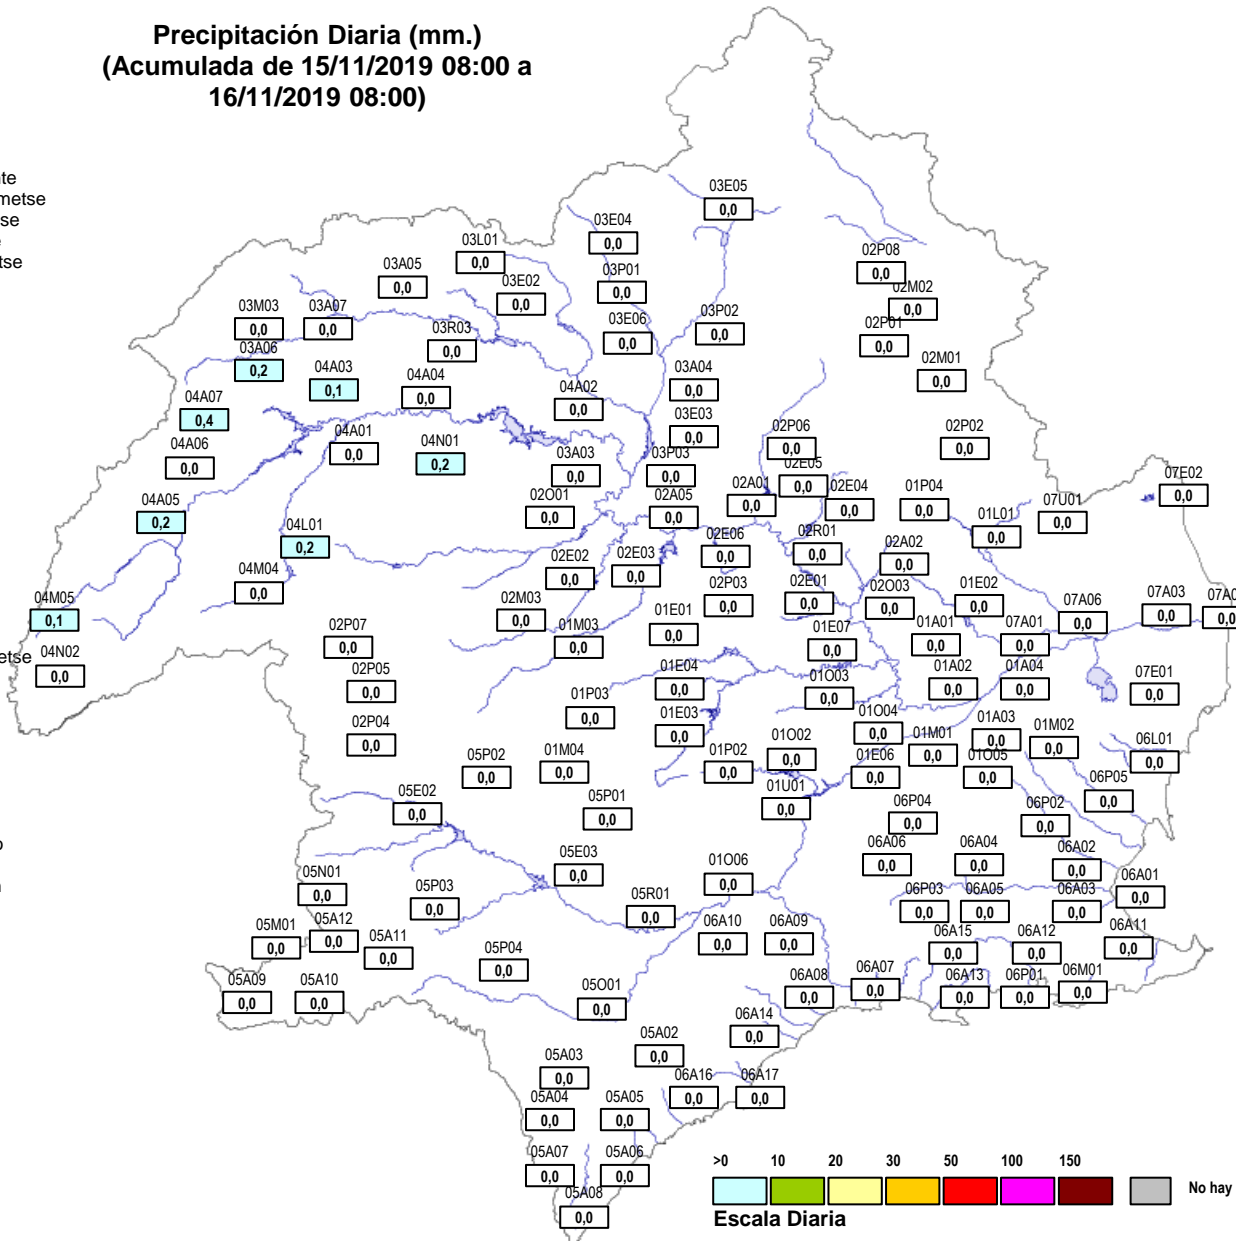 Precipitación Diaria (mm.)
(Acumulada de 15/11/2019 08:00 a
16/11/2019 08:00)
03E05
0,0
03E04
0,0
03L01
0,0
02P08
0,0
03A05
0,0
03P01
0,0
03E02
0,0
02M02
0,0
03M03
0,0
03A07
0,0
03P02
0,0
03E06
0,0
02P01
0,0
03R03
0,0
03A06
0,2
02M01
0,0
04A03
0,1
03A04
0,0
04A04
0,0
04A02
0,0
04A07
0,4
03E03
0,0
02P06
0,0
02P02
0,0
04A01
0,0
04N01
0,2
04A06
0,0
03A03
0,0
03P03
0,0
02E05
0,0
07E02
0,0
02A01
0,0
02E04
0,0
01P04
0,0
04A05
0,2
02O01
0,0
02A05
0,0
07U01
0,0
01L01
0,0
04L01
0,2
02E06
0,0
02R01
0,0
02A02
0,0
02E02
0,0
02E03
0,0
04M04
0,0
02P03
0,0
02E01
0,0
02O03
0,0
01E02
0,0
04M05
0,1
02M03
0,0
07A06
0,0
07A03
0,0
07A0
0,0
01E01
0,0
02P07
0,0
01M03
0,0
01E07
0,0
01A01
0,0
07A01
0,0
etse
04N02
0,0
02P05
0,0
01E04
0,0
01O03
0,0
01A02
0,0
01A04
0,0
07E01
0,0
01P03
0,0
02P04
0,0
01E03
0,0
01O04
0,0
01A03
0,0
01M02
0,0
01M01
0,0
01O02
0,0
06L01
0,0
05P02
0,0
01M04
0,0
01P02
0,0
01E06
0,0
01O05
0,0
05E02
0,0
05P01
0,0
01U01
0,0
06P05
0,0
06P04
0,0
06P02
0,0
05E03
0,0
01O06
0,0
06A06
0,0
06A04
0,0
06A02
0,0
05N01
0,0
05P03
0,0
05R01
0,0
06P03
0,0
06A05
0,0
06A03
0,0
06A01
0,0
05M01
0,0
05A12
0,0
05A11
0,0
06A10
0,0
06A09
0,0
06A15
0,0
06A12
0,0
06A11
0,0
05P04
0,0
05A09
0,0
05A10
0,0
05O01
0,0
06A08
0,0
06A07
0,0
06A13
0,0
06P01
0,0
06M01
0,0
06A14
0,0
05A02
0,0
05A03
0,0
06A16
0,0
06A17
0,0
05A04
0,0
05A05
0,0
05A07
0,0
05A06
0,0
05A08
0,0
>0 10 20 30 50 100 150
No hay
Escala Diaria